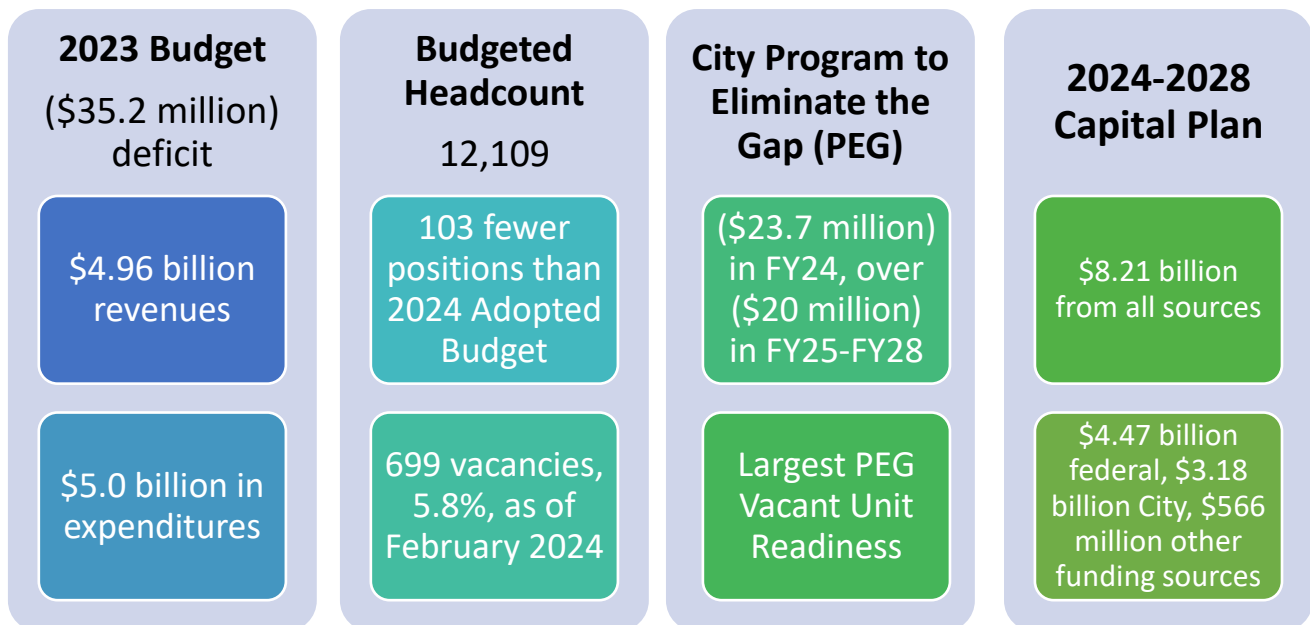 2023 Budget
($35.2 million)
deficit
$4.96 billion
revenues
$5.0 billion in
expenditures
Budgeted
Headcount
12,109
103 fewer
positions than
2024 Adopted
Budget
699 vacancies,
5.8%, as of
February 2024
City Program to
Eliminate the
Gap (PEG)
($23.7 million)
in FY24, over
($20 million)
in FY25-FY28
Largest PEG
Vacant Unit
Readiness
2024-2028
Capital Plan
$8.21 billion
from all sources
$4.47 billion
federal, $3.18
billion City, $566
million other
funding sources